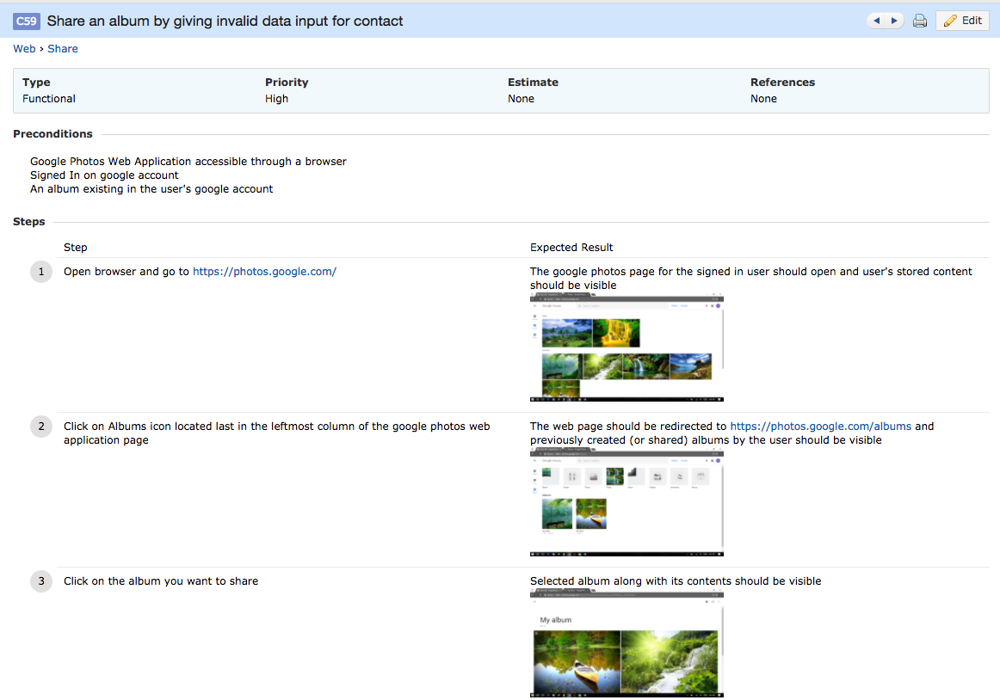 C59 Share an album by giving invalid data input for contact
Edit
Web › Share
Type Priority Estimate References
Functional High None None
Preconditions
Google Photos Web Application accessible through a browser
Signed In on google account
An album existing in the user's google account
Steps
Step Expected Result
1 Open browser and go to https://photos.google.com/ The google photos page for the signed in user should open and user's stored content
should be visible
Google Photos
2 Click on Albums icon located last in the leftmost column of the google photos web The web page should be redirected to https://photos.google.com/albums and
application page previously created (or shared) albums by the user should be visible
Google Photos
Albums
3 Click on the album you want to share Selected album along with its contents should be visible
My album